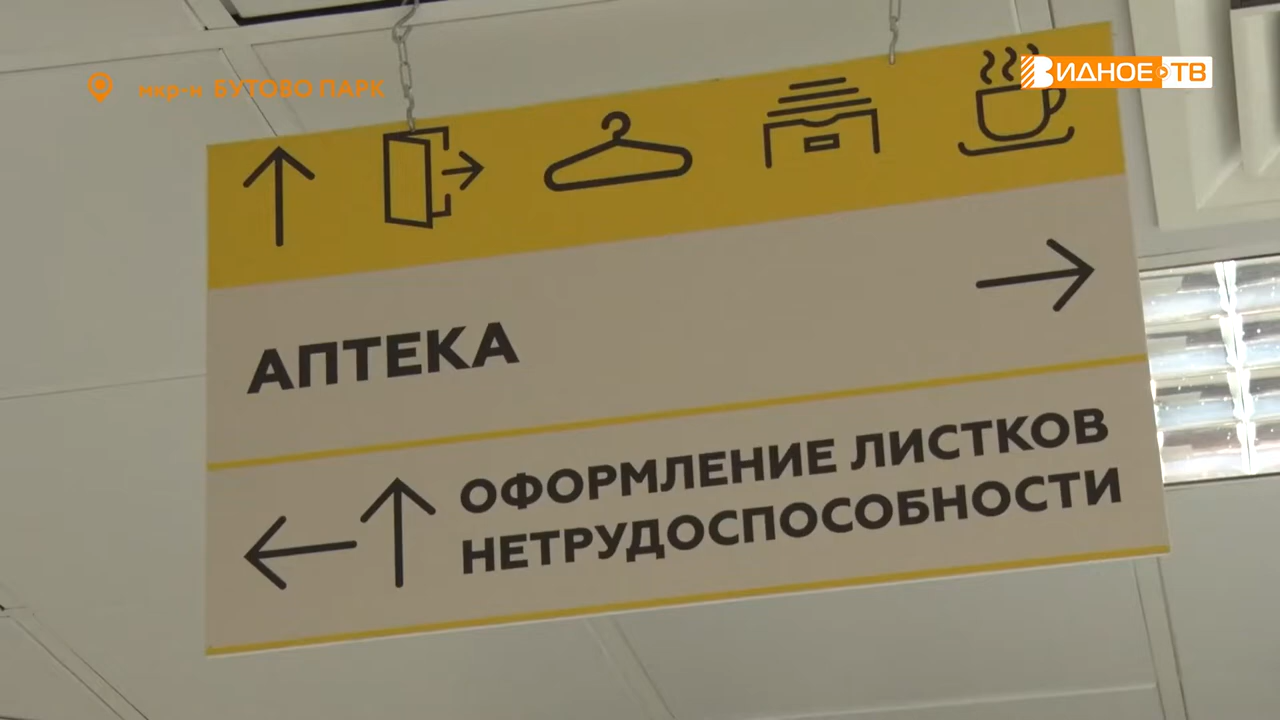 мкр-н БУТОВО ПАРК
ВИДНОЕ ТВ
АПТЕКА
ОФОРМЛЕНИЕ ЛИСТКОВ
НЕТРУДОСПОСОБНОСТИ